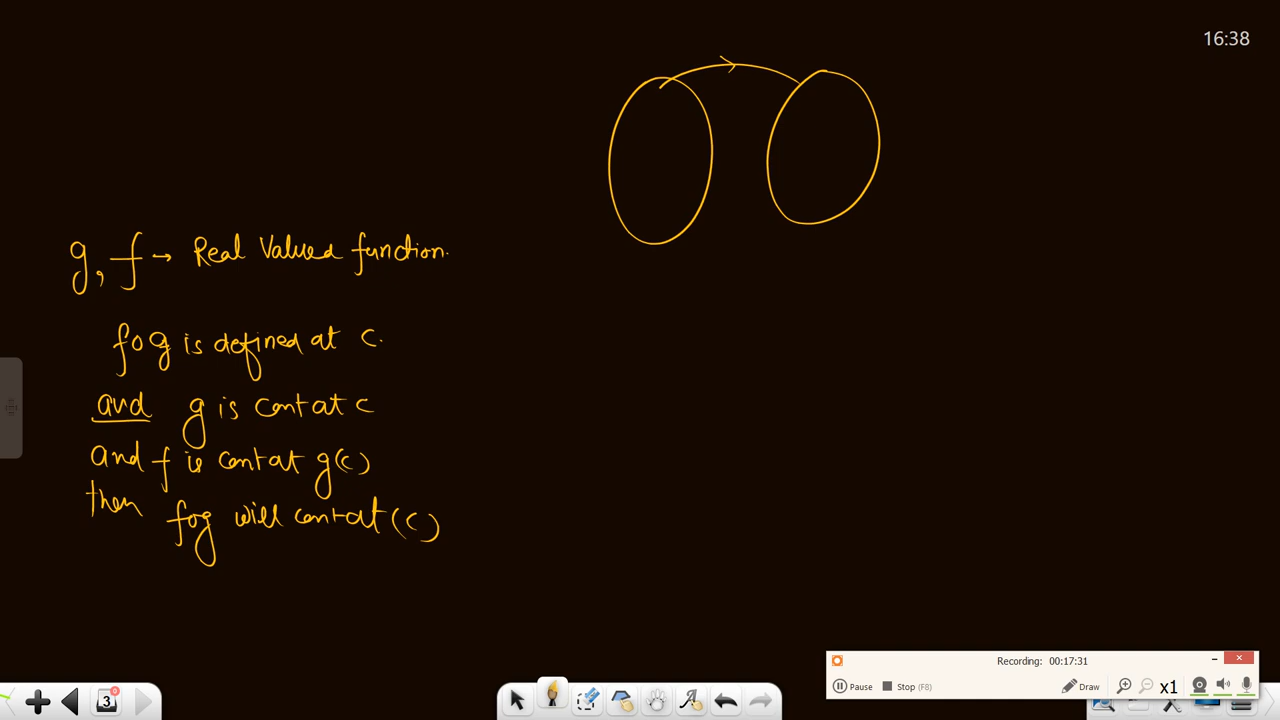 16:38
g, f → Real Valued function.
fog is defined at c.
and g is cont at c
and f is cont at g(c)
then fog will cont at (c)
Recording: 00:17:31
Pause Stop (F8) Draw x1
3
0